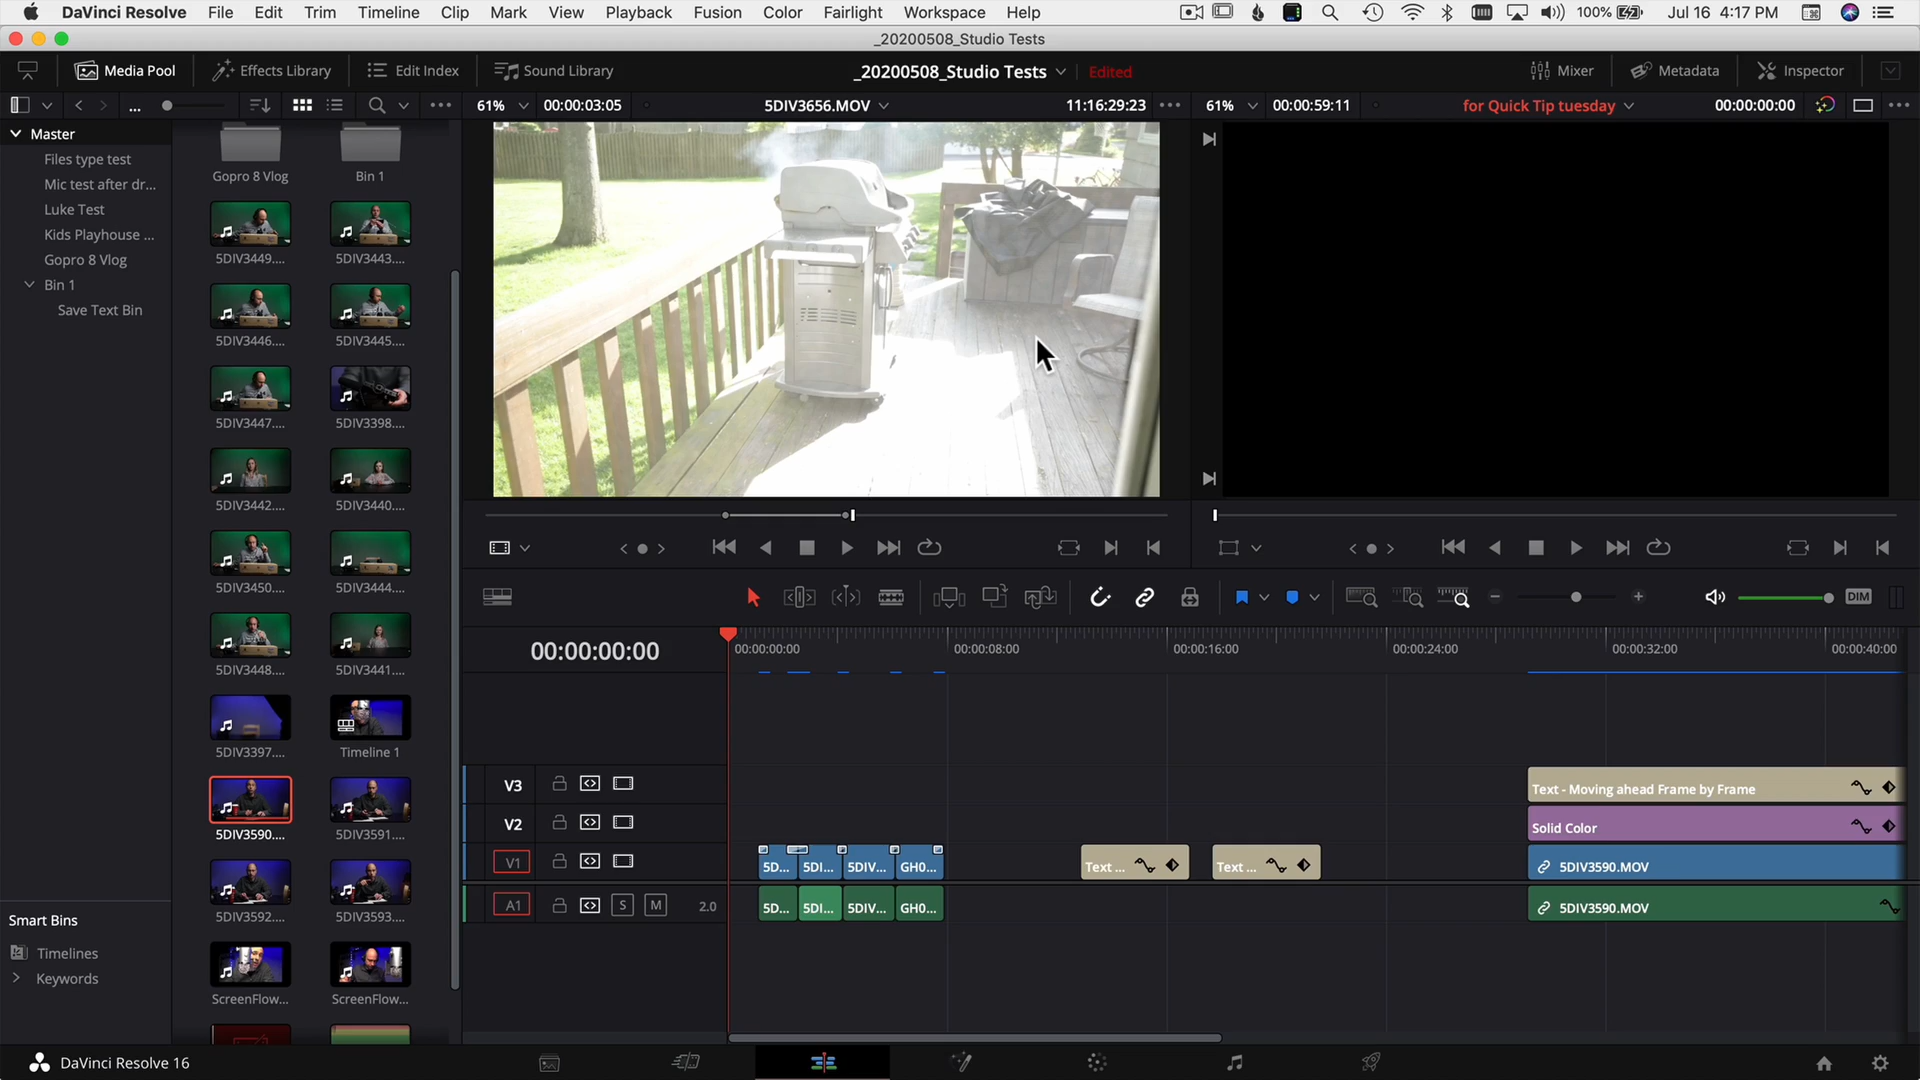 DaVinci Resolve File Edit Trim Timeline Clip Mark View Playback Fusion Color Fairlight Workspace Help 100% Jul 16 4:17 PM
_20200508_Studio Tests
Media Pool Effects Library Edit Index Sound Library _20200508_Studio Tests Edited Mixer Metadata Inspector
... 61% 00:00:03:05 5DIV3656.MOV 11:16:29:23 61% 00:00:59:11 for Quick Tip tuesday 00:00:00:00
Master
Files type test
Mic test after dr...
Luke Test
Kids Playhouse ...
Gopro 8 Vlog
Bin 1
Save Text Bin
Smart Bins
Timelines
Keywords
Gopro 8 Vlog Bin 1
5DIV3449.... 5DIV3443....
5DIV3446.... 5DIV3445....
5DIV3447.... 5DIV3398....
5DIV3442.... 5DIV3440....
5DIV3450.... 5DIV3444....
5DIV3448.... 5DIV3441....
5DIV3397.... Timeline 1
5DIV3590.... 5DIV3591....
5DIV3592.... 5DIV3593....
ScreenFlow... ScreenFlow...
DIM
00:00:00:00 00:00:00:00 00:00:08:00 00:00:16:00 00:00:24:00 00:00:32:00 00:00:40:00
V3 Text - Moving ahead Frame by Frame
V2 Solid Color
V1 5D... 5DI... 5DIV... GH0... Text ... Text ... 5DIV3590.MOV
A1 S M 2.0 5D... 5DI... 5DIV... GH0... 5DIV3590.MOV
DaVinci Resolve 16